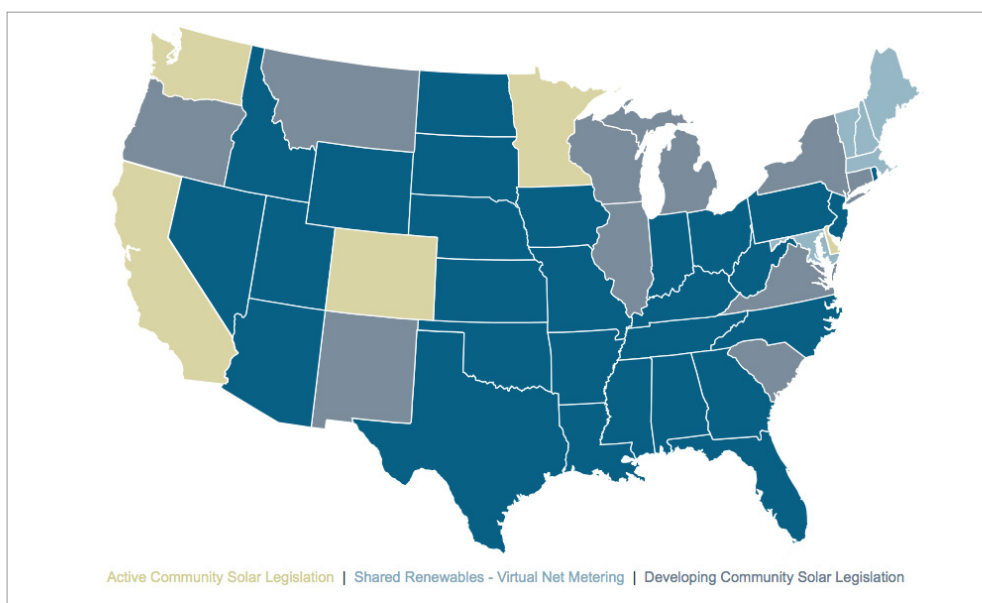 Active Community Solar Legislation | Shared Renewables - Virtual Net Metering | Developing Community Solar Legislation